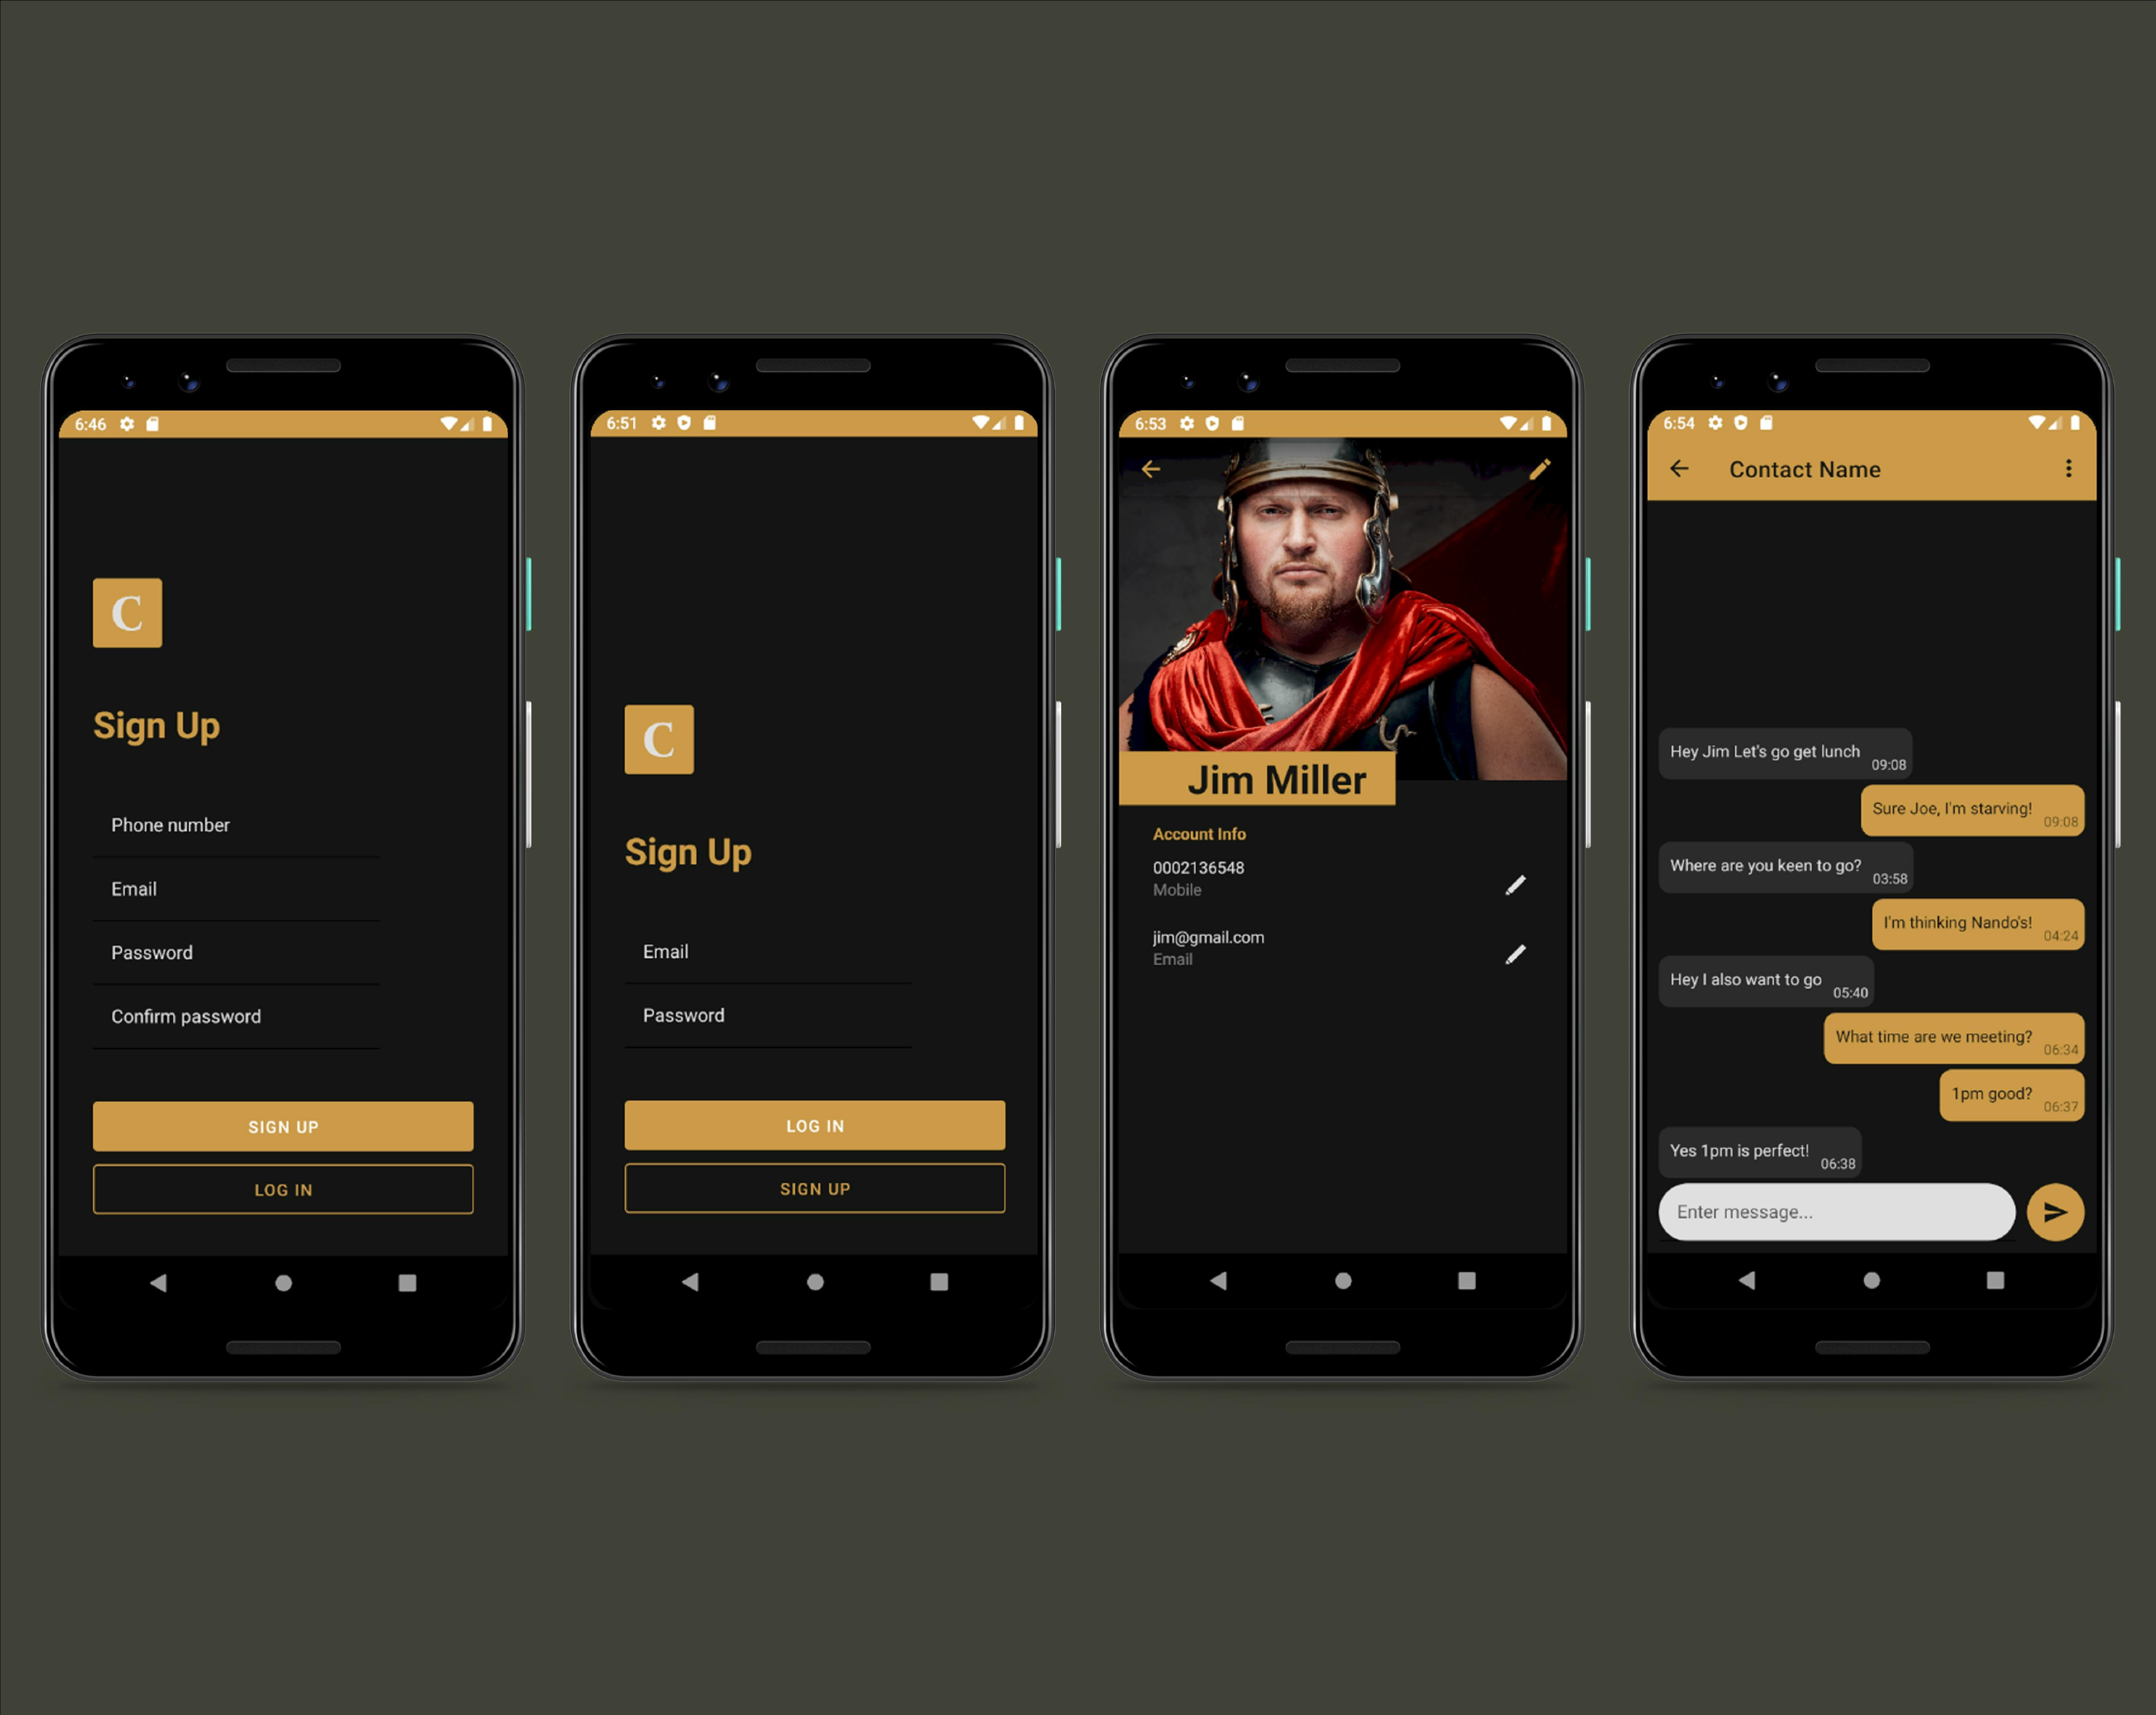 6:46
C
Sign Up
Phone number
Email
Password
Confirm password
SIGN UP
LOG IN
6:51
C
Sign Up
Email
Password
LOG IN
SIGN UP
6:53
Jim Miller
Account Info
0002136548
Mobile
jim@gmail.com
Email
6:54
Contact Name
Hey Jim Let's go get lunch 09:08
Sure Joe, I'm starving! 09:08
Where are you keen to go? 03:58
I'm thinking Nando's! 04:24
Hey I also want to go 05:40
What time are we meeting? 06:34
1pm good? 06:37
Yes 1pm is perfect! 06:38
Enter message...